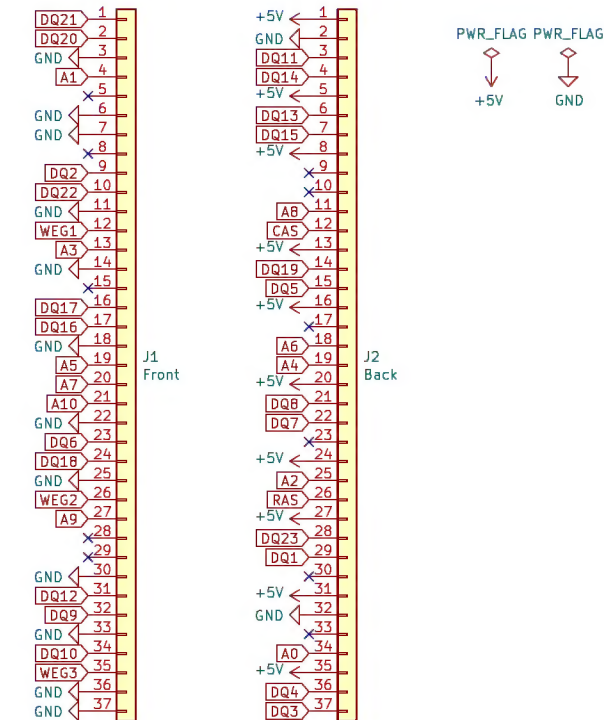 DQ21 1
DQ20 2
GND 3
A1 4
5
GND 6
GND 7
8
DQ2 9
DQ22 10
GND 11
WEG1 12
A3 13
GND 14
15
DQ17 16
DQ16 17
GND 18
A5 19
A7 20
A10 21
GND 22
DQ6 23
DQ18 24
GND 25
WEG2 26
A9 27
28
29
GND 30
DQ12 31
DQ9 32
GND 33
DQ10 34
WEG3 35
GND 36
GND 37
J1
Front
+5V 1
GND 2
DQ11 3
DQ14 4
+5V 5
DQ13 6
DQ15 7
+5V 8
9
10
A8 11
CAS 12
+5V 13
DQ19 14
DQ5 15
+5V 16
17
A6 18
A4 19
+5V 20
DQ8 21
DQ7 22
23
+5V 24
A2 25
RAS 26
+5V 27
DQ23 28
DQ1 29
30
+5V 31
GND 32
33
A0 34
+5V 35
DQ4 36
DQ3 37
J2
Back
PWR_FLAG PWR_FLAG
+5V GND